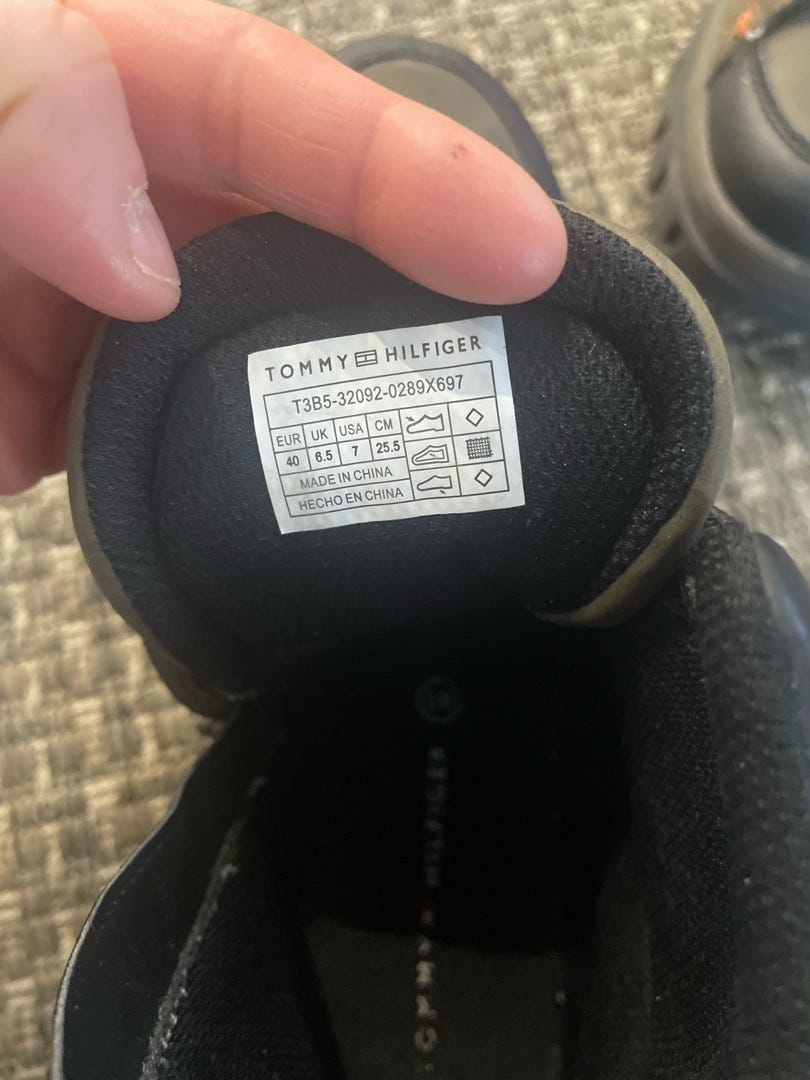 TOMMY HILFIGER
T3B5-32092-0289X697
EUR UK USA CM
40 6.5 7 25.5
MADE IN CHINA
HECHO EN CHINA
HILFIGER